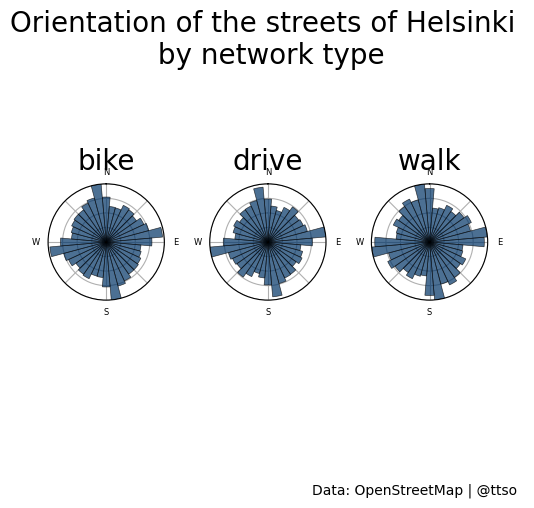 Orientation of the streets of Helsinki
by network type
bike drive walk
N N N
W E W E W E
S S S
Data: OpenStreetMap | @ttso